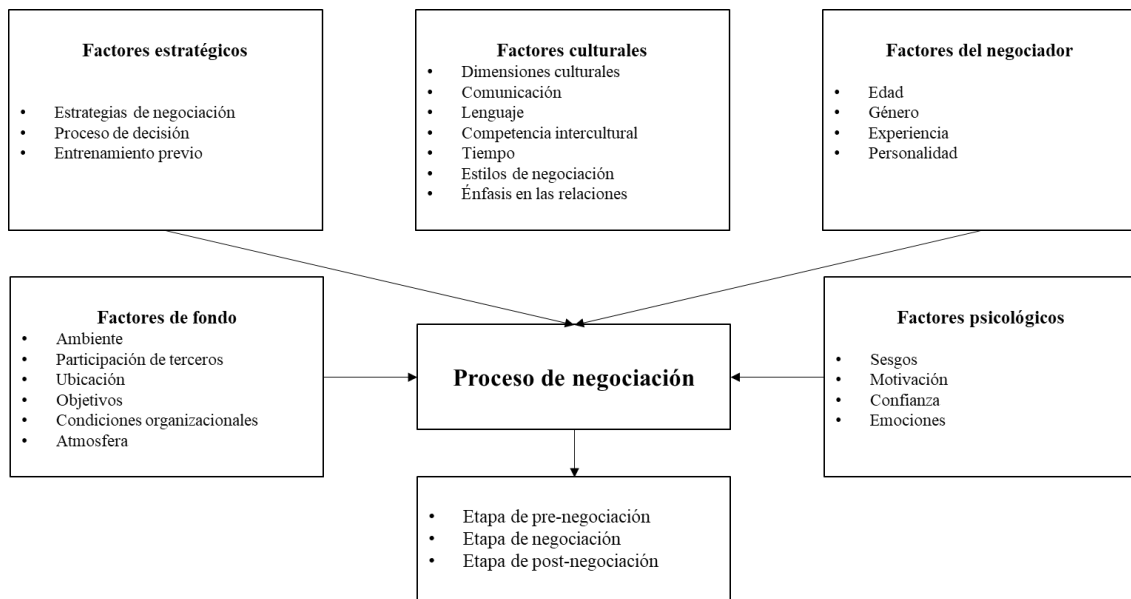 Factores estratégicos
Estrategias de negociación
Proceso de decisión
Entrenamiento previo
Factores culturales
Dimensiones culturales
Comunicación
Lenguaje
Competencia intercultural
Tiempo
Estilos de negociación
Énfasis en las relaciones
Factores del negociador
Edad
Género
Experiencia
Personalidad
Factores de fondo
Ambiente
Participación de terceros
Ubicación
Objetivos
Condiciones organizacionales
Atmosfera
Proceso de negociación
Factores psicológicos
Sesgos
Motivación
Confianza
Emociones
Etapa de pre-negociación
Etapa de negociación
Etapa de post-negociación